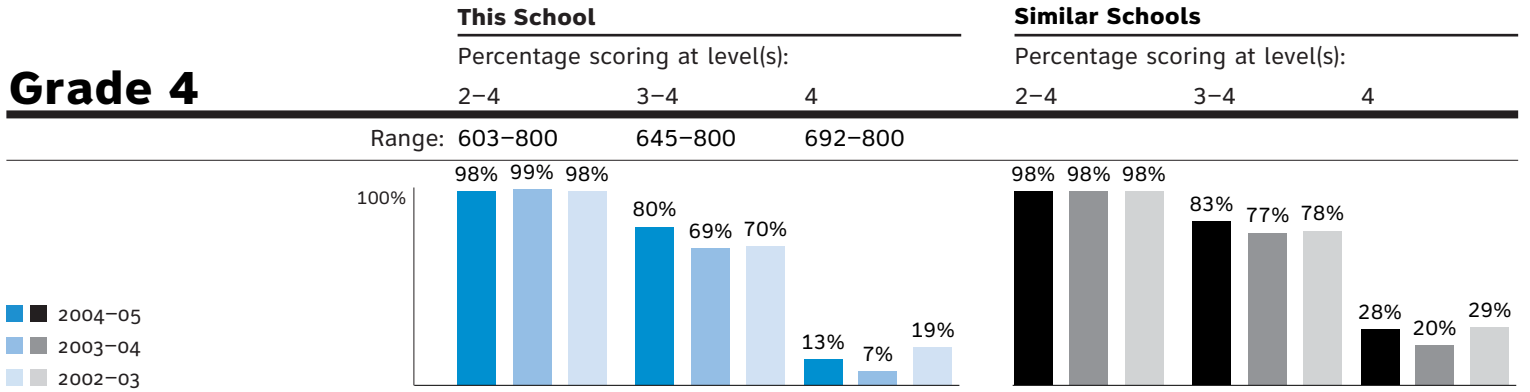 This School Similar Schools
Percentage scoring at level(s): Percentage scoring at level(s):
Grade 4 2–4 3–4 4 2–4 3–4 4
Range: 603–800 645–800 692–800
98% 99% 98% 98% 98% 98%
100%
80% 69% 70% 83% 77% 78%
13% 7% 19% 28% 20% 29%
2004–05
2003–04
2002–03